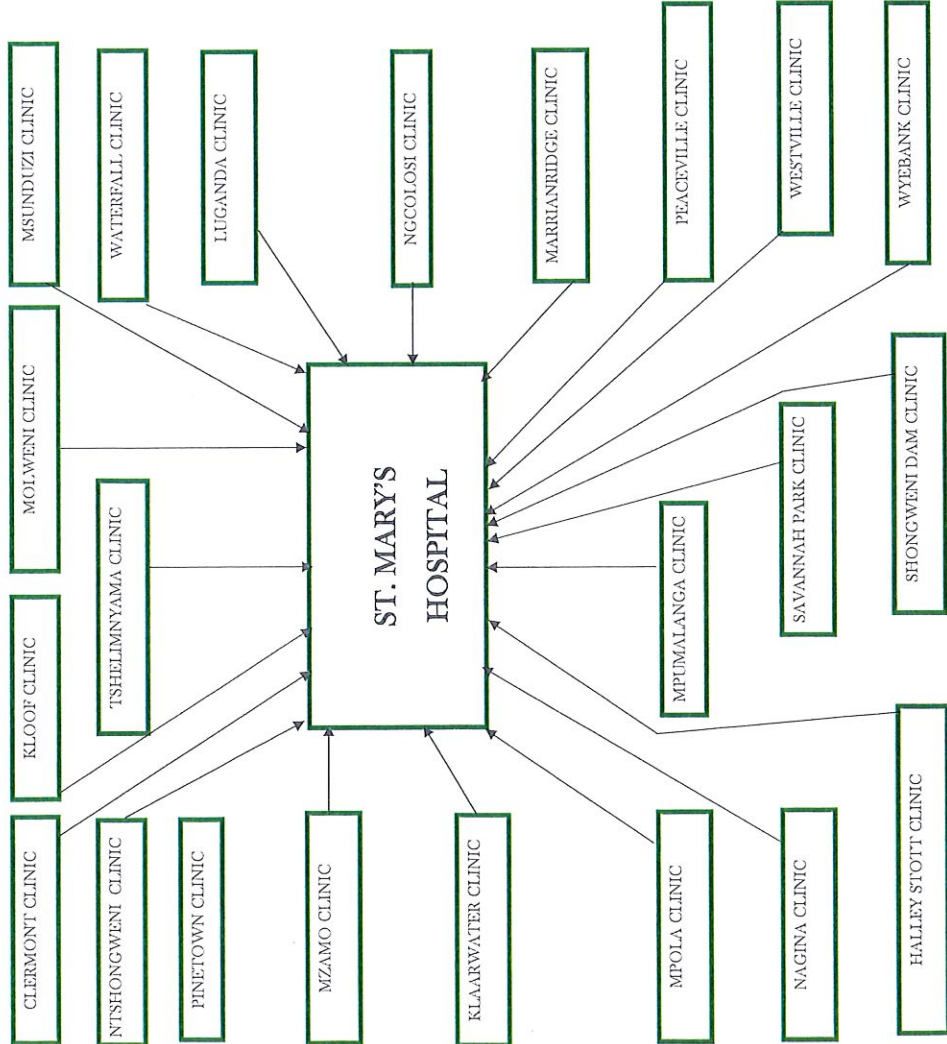 CLERMONT CLINIC
KLOOF CLINIC
MOLWENI CLINIC
MSUNDUZI CLINIC
NTSHONGWENI CLINIC
TSHELIMNYAMA CLINIC
WATERFALL CLINIC
PINETOWN CLINIC
LUGANDA CLINIC
MZAMO CLINIC
ST. MARY'S
HOSPITAL
NGCOLOSI CLINIC
KLAARWATER CLINIC
MARRIANRIDGE CLINIC
MPOLA CLINIC
MPUMALANGA CLINIC
PEACEVILLE CLINIC
NAGINA CLINIC
SAVANNAH PARK CLINIC
WESTVILLE CLINIC
HALLEY STOTT CLINIC
SHONGWENI DAM CLINIC
WYEBANK CLINIC